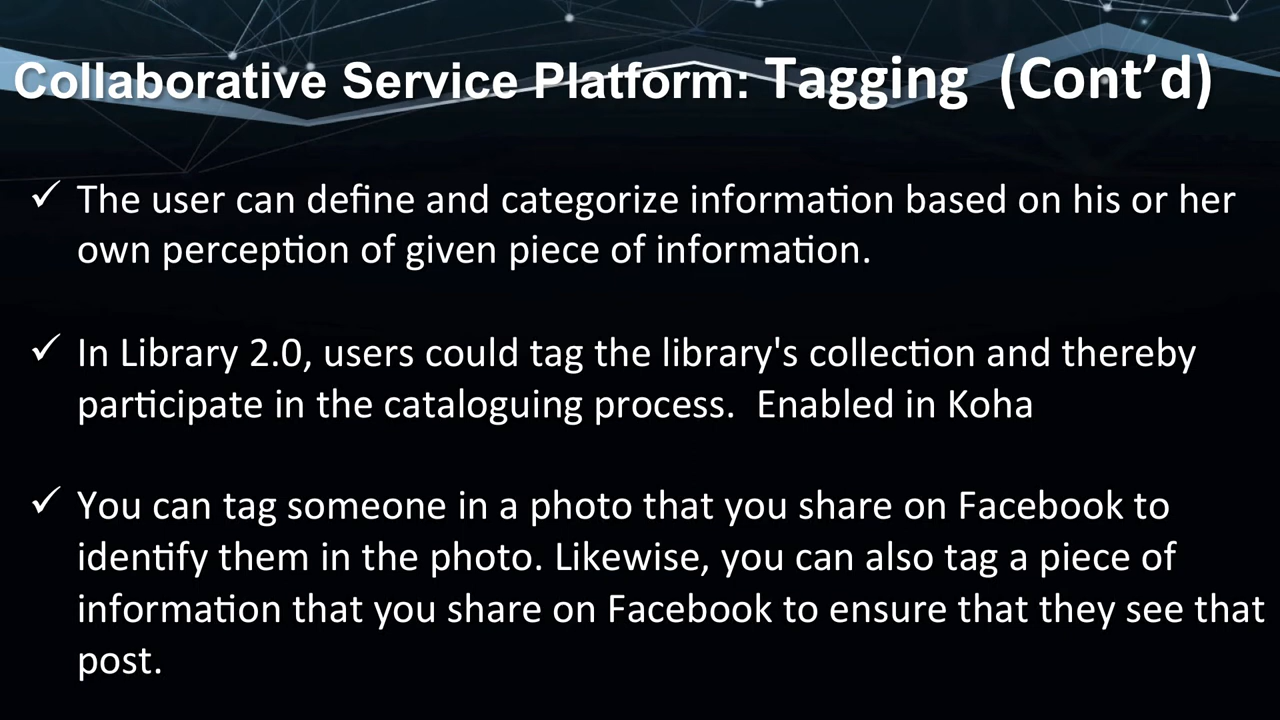 Collaborative Service Platform: Tagging (Cont’d)
✓ The user can define and categorize information based on his or her
own perception of given piece of information.
✓ In Library 2.0, users could tag the library's collection and thereby
participate in the cataloguing process. Enabled in Koha
✓ You can tag someone in a photo that you share on Facebook to
identify them in the photo. Likewise, you can also tag a piece of
information that you share on Facebook to ensure that they see that
post.